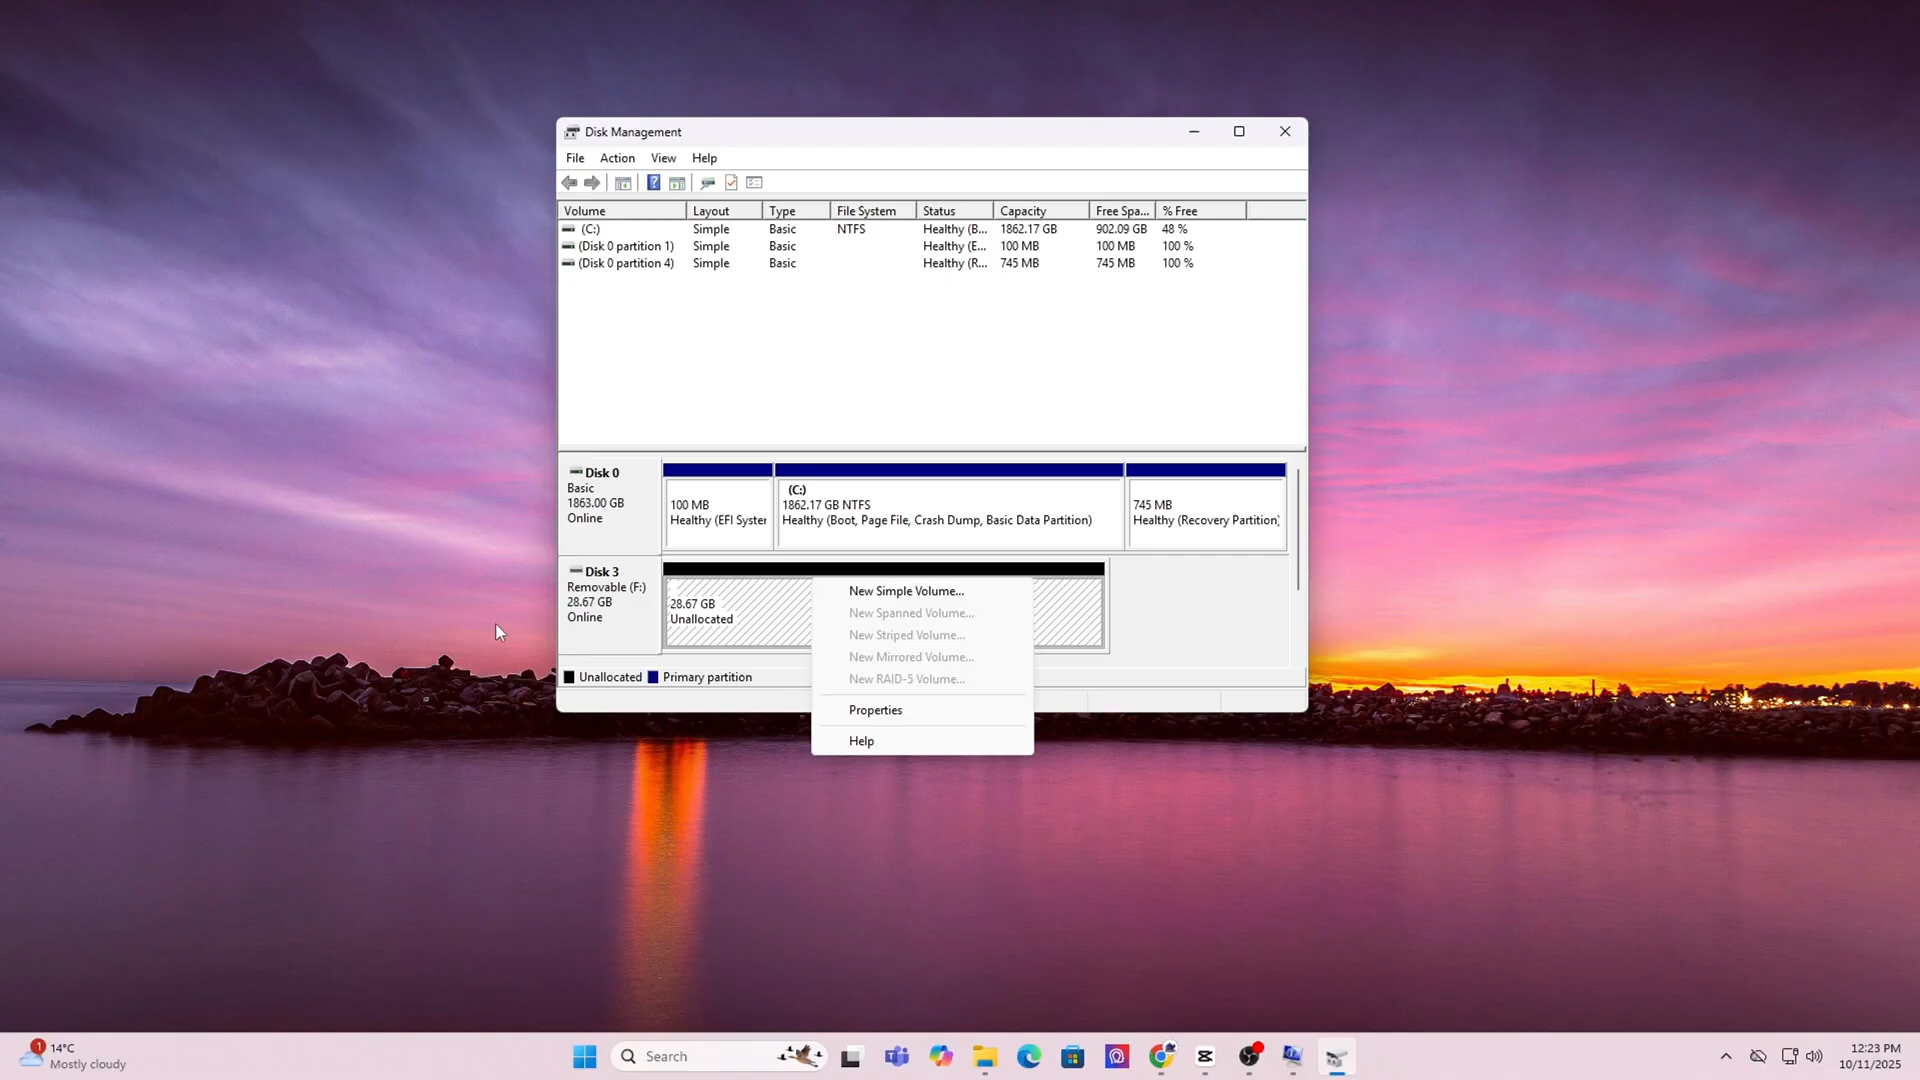 Disk Management
File Action View Help
Volume Layout Type File System Status Capacity Free Spa... % Free
(C:) Simple Basic NTFS Healthy (B... 1862.17 GB 902.09 GB 48 %
(Disk 0 partition 1) Simple Basic Healthy (E... 100 MB 100 MB 100 %
(Disk 0 partition 4) Simple Basic Healthy (R... 745 MB 745 MB 100 %
Disk 0
Basic
1863.00 GB
Online
100 MB
Healthy (EFI System
(C:)
1862.17 GB NTFS
Healthy (Boot, Page File, Crash Dump, Basic Data Partition)
745 MB
Healthy (Recovery Partition)
Disk 3
Removable (F:)
28.67 GB
Online
28.67 GB
Unallocated
New Simple Volume...
New Spanned Volume...
New Striped Volume...
New Mirrored Volume...
New RAID-5 Volume...
Properties
Help
Unallocated Primary partition
1
14°C
Mostly cloudy
Search
12:23 PM
10/11/2025